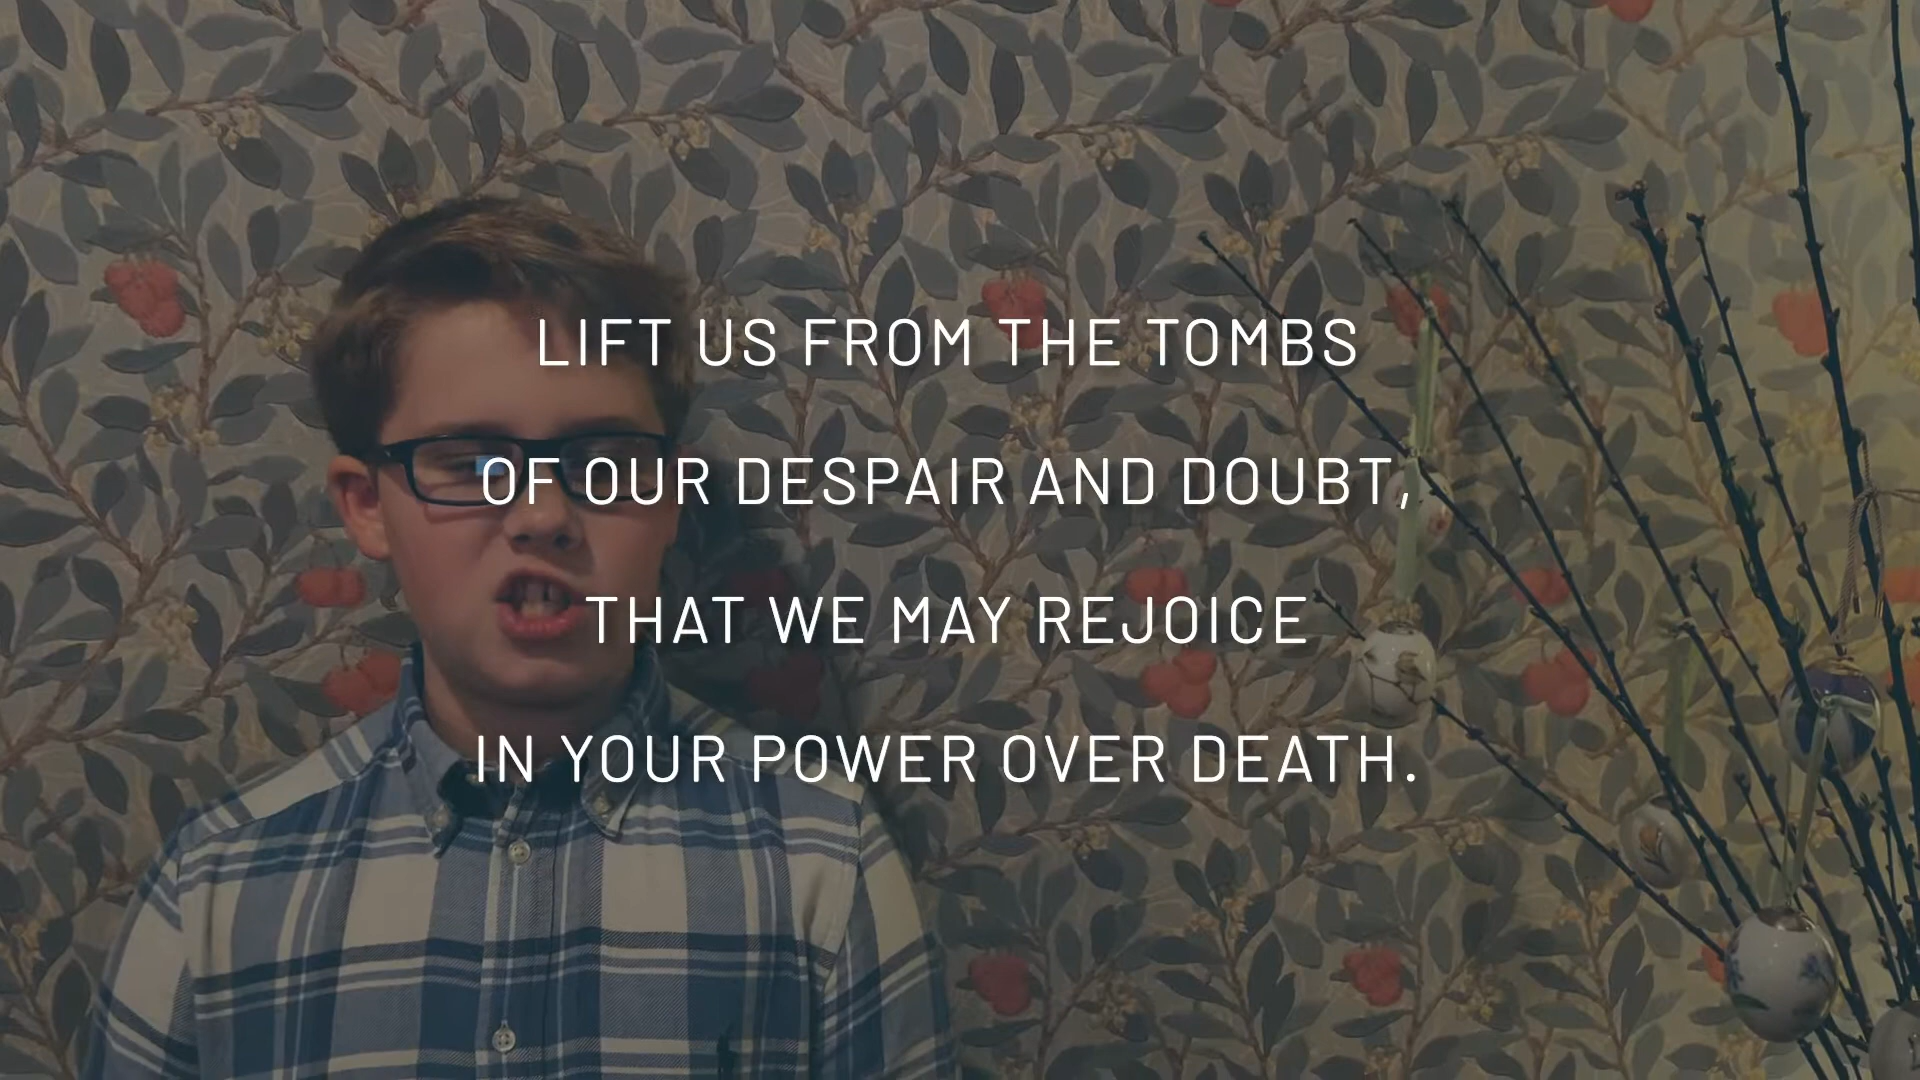 LIFT US FROM THE TOMBS
OF OUR DESPAIR AND DOUBT,
THAT WE MAY REJOICE
IN YOUR POWER OVER DEATH.